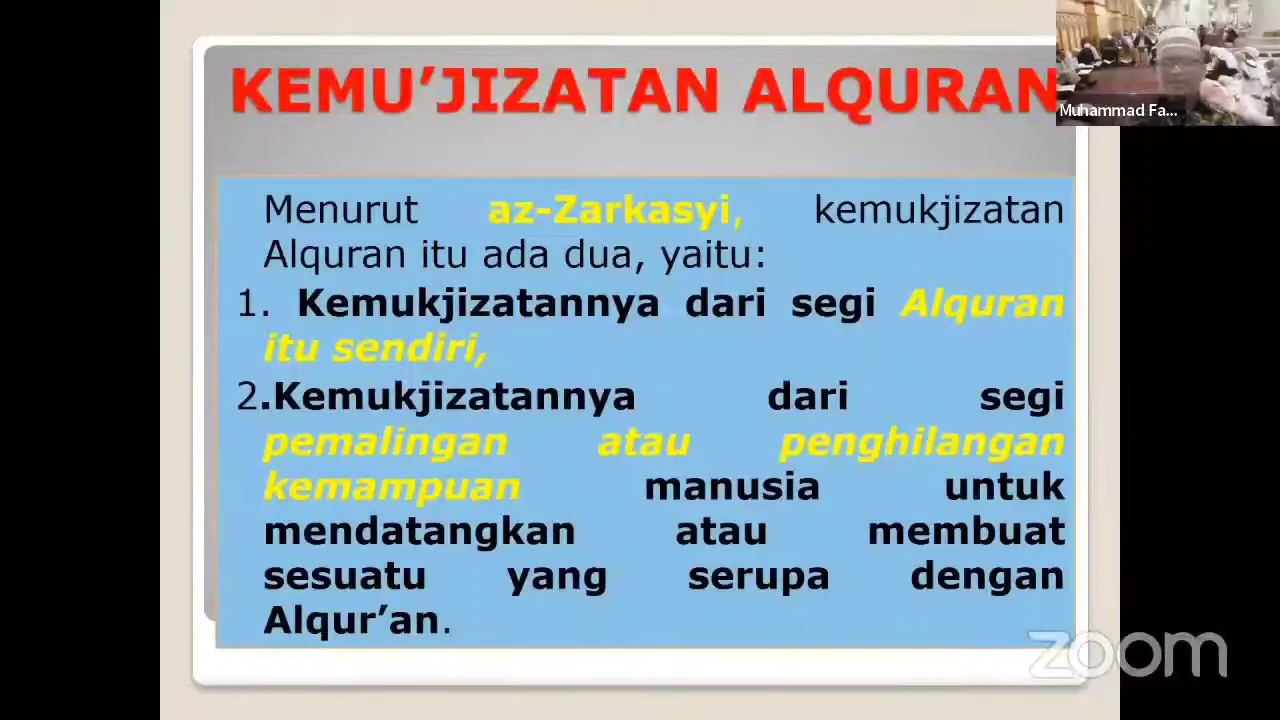 KEMU’JIZATAN ALQURAN
Muhammad Fa...
Menurut az-Zarkasyi, kemukjizatan
Alquran itu ada dua, yaitu:
1. Kemukjizatannya dari segi Alquran
itu sendiri,
2.Kemukjizatannya dari segi
pemalingan atau penghilangan
kemampuan manusia untuk
mendatangkan atau membuat
sesuatu yang serupa dengan
Alqur’an.
zoom